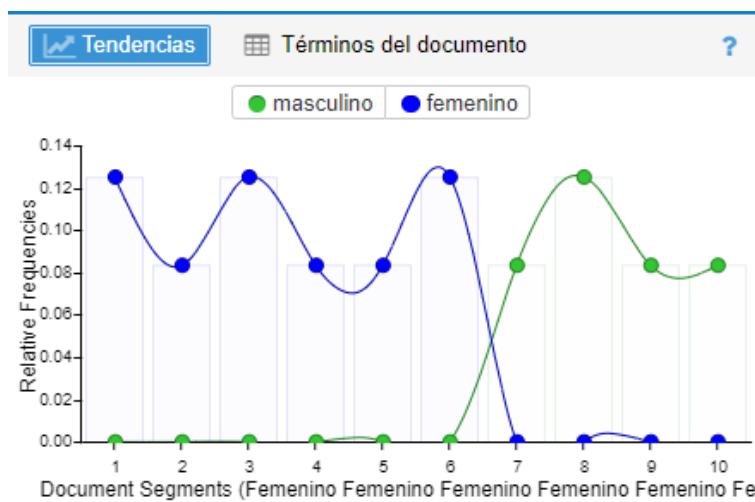 Tendencias Términos del documento ?
masculino femenino
0.14
0.12
0.10
0.08
0.06
0.04
0.02
0.00
Relative Frequencies
1 2 3 4 5 6 7 8 9 10
Document Segments (Femenino Femenino Femenino Femenino Femenino Fe